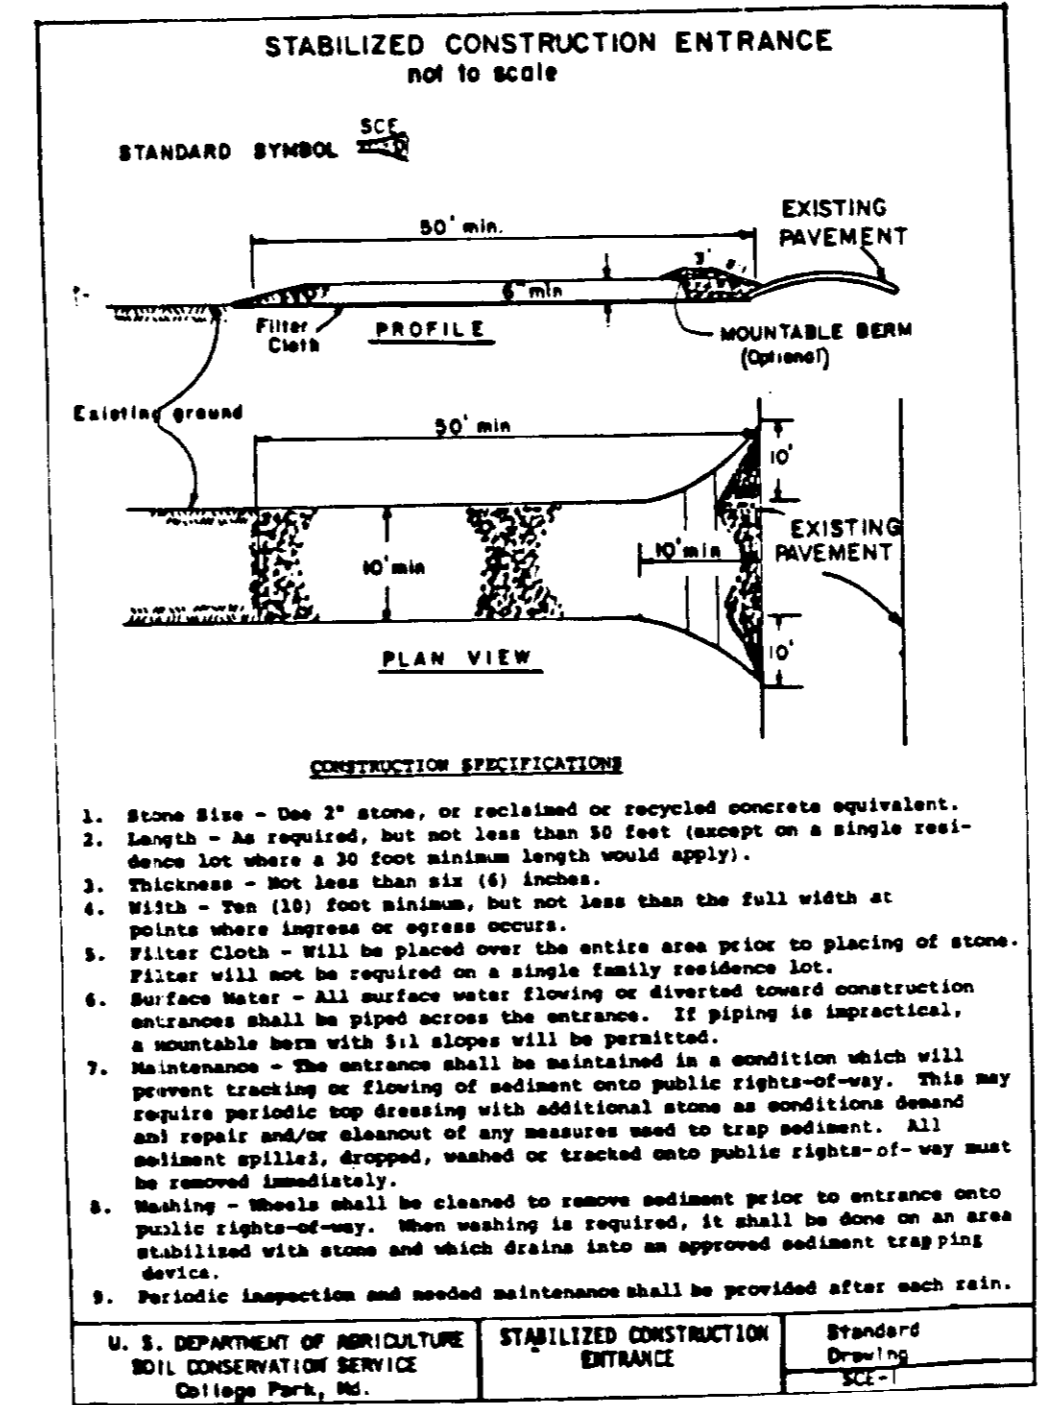 STABILIZED CONSTRUCTION ENTRANCE
not to scale
SCE
STANDARD SYMBOL
50' min.
EXISTING
PAVEMENT
3'
6" min
Filter
Cloth
PROFILE
MOUNTABLE BERM
(Optional)
Existing ground
50' min
10'
10' min
10' min
EXISTING
PAVEMENT
10'
PLAN VIEW
CONSTRUCTION SPECIFICATIONS
1. Stone Size - Use 2" stone, or reclaimed or recycled concrete equivalent.
2. Length - As required, but not less than 50 feet (except on a single resi-
dence lot where a 30 foot minimum length would apply).
3. Thickness - Not less than six (6) inches.
4. Width - Ten (10) foot minimum, but not less than the full width at
points where ingress or egress occurs.
5. Filter Cloth - Will be placed over the entire area prior to placing of stone.
Filter will not be required on a single family residence lot.
6. Surface Water - All surface water flowing or diverted toward construction
entrances shall be piped across the entrance. If piping is impractical,
a mountable berm with 5:1 slopes will be permitted.
7. Maintenance - The entrance shall be maintained in a condition which will
prevent tracking or flowing of sediment onto public rights-of-way. This may
require periodic top dressing with additional stone as conditions demand
and repair and/or cleanout of any measures used to trap sediment. All
sediment spilled, dropped, washed or tracked onto public rights-of-way must
be removed immediately.
8. Washing - Wheels shall be cleaned to remove sediment prior to entrance onto
public rights-of-way. When washing is required, it shall be done on an area
stabilized with stone and which drains into an approved sediment trapping
device.
9. Periodic inspection and needed maintenance shall be provided after each rain.
U. S. DEPARTMENT OF AGRICULTURE
SOIL CONSERVATION SERVICE
College Park, Md.
STABILIZED CONSTRUCTION
ENTRANCE
Standard
Drawing
SCE-1